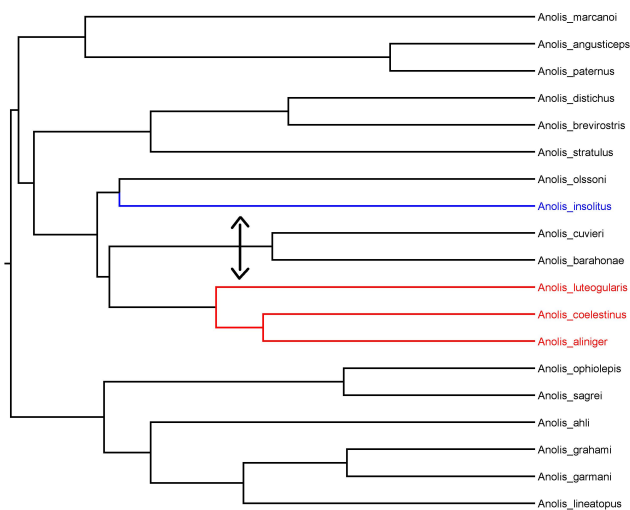 Anolis_marcanoi
Anolis_angusticeps
Anolis_paternus
Anolis_distichus
Anolis_brevirostris
Anolis_stratulus
Anolis_olssoni
Anolis_insolitus
Anolis_cuvieri
Anolis_barahonae
Anolis_luteogularis
Anolis_coelestinus
Anolis_aliniger
Anolis_ophiolepis
Anolis_sagrei
Anolis_ahli
Anolis_grahami
Anolis_garmani
Anolis_lineatopus